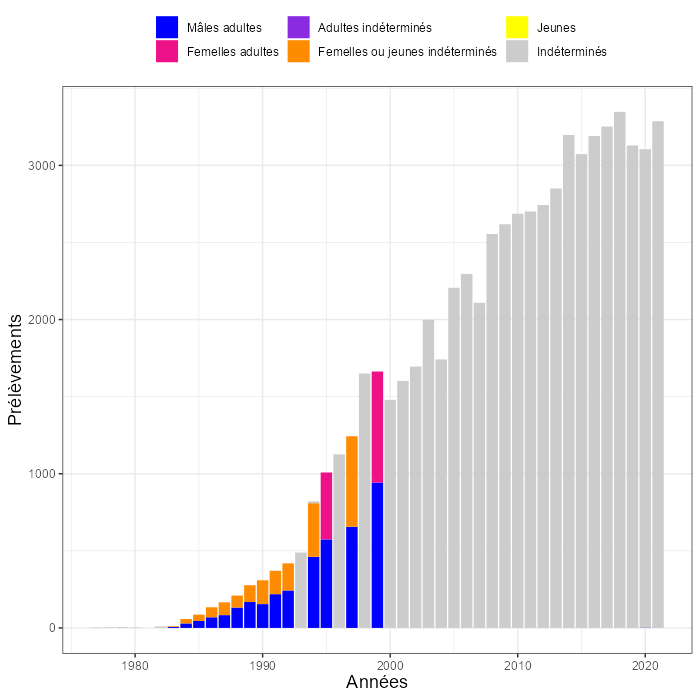 Mâles adultes Adultes indéterminés Jeunes
Femelles adultes Femelles ou jeunes indéterminés Indéterminés
3000
2000
1000
0
Prélèvements
1980 1990 2000 2010 2020
Années